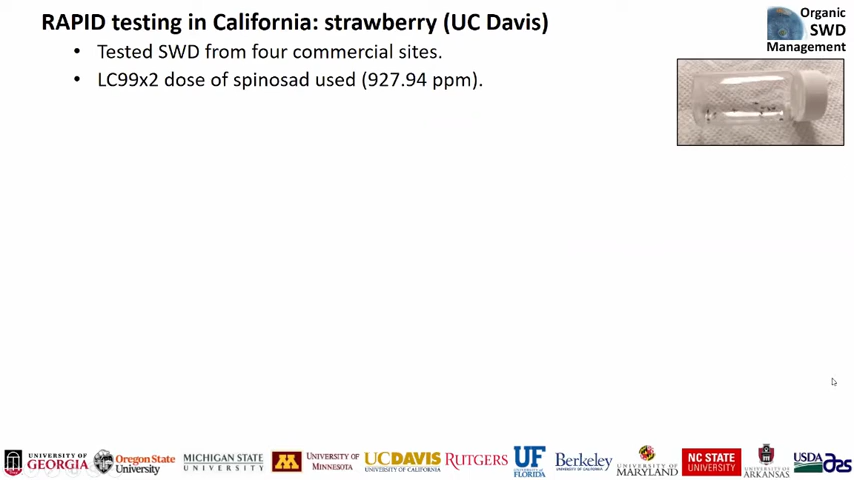 RAPID testing in California: strawberry (UC Davis)
• Tested SWD from four commercial sites.
• LC99x2 dose of spinosad used (927.94 ppm).
Organic
SWD
Management
UNIVERSITY OF
GEORGIA
Oregon State
University
MICHIGAN STATE
UNIVERSITY
M
UNIVERSITY OF
MINNESOTA
UCDAVIS
UNIVERSITY OF CALIFORNIA
RUTGERS
UF
UNIVERSITY of
FLORIDA
Berkeley
UNIVERSITY OF CALIFORNIA
UNIVERSITY OF
MARYLAND
NC STATE
UNIVERSITY
UNIVERSITY OF
ARKANSAS
USDA
ars